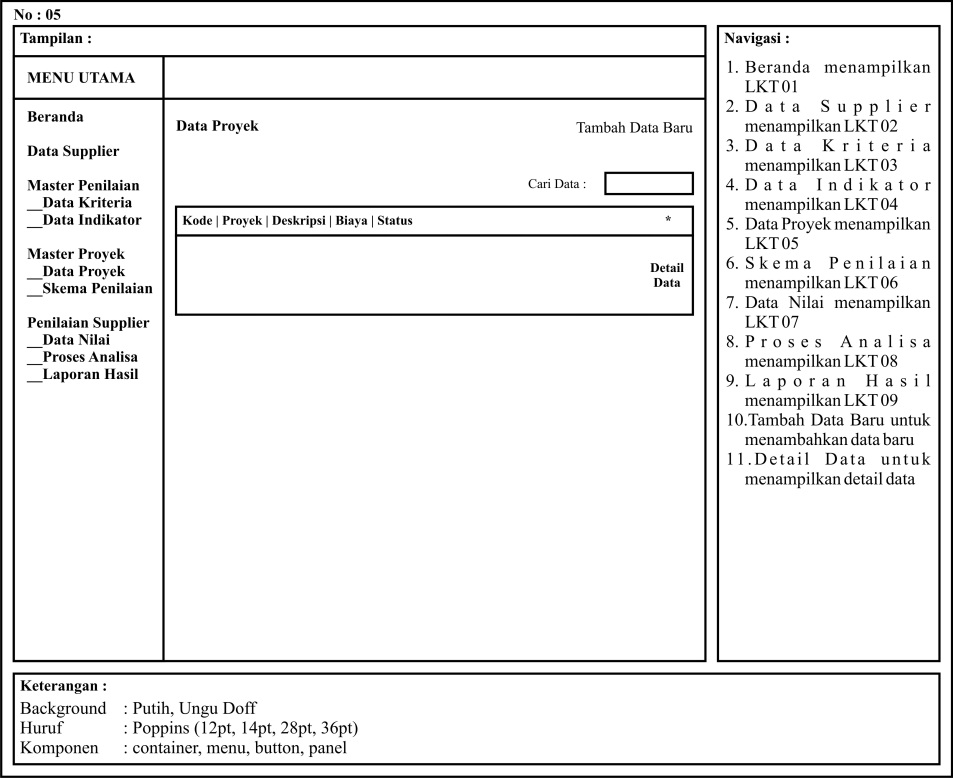 No : 05
Tampilan :
MENU UTAMA
Beranda
Data Supplier
Master Penilaian
__Data Kriteria
__Data Indikator
Master Proyek
__Data Proyek
__Skema Penilaian
Penilaian Supplier
__Data Nilai
__Proses Analisa
__Laporan Hasil
Data Proyek
Tambah Data Baru
Cari Data :
Kode | Proyek | Deskripsi | Biaya | Status *
Detail
Data
Navigasi :
1. Beranda menampilkan
LKT 01
2. Data Supplier
menampilkan LKT 02
3. Data Kriteria
menampilkan LKT 03
4. Data Indikator
menampilkan LKT 04
5. Data Proyek menampilkan
LKT 05
6. Skema Penilaian
menampilkan LKT 06
7. Data Nilai menampilkan
LKT 07
8. Proses Analisa
menampilkan LKT 08
9. Laporan Hasil
menampilkan LKT 09
10.Tambah Data Baru untuk
menambahkan data baru
11.Detail Data untuk
menampilkan detail data
Keterangan :
Background : Putih, Ungu Doff
Huruf : Poppins (12pt, 14pt, 28pt, 36pt)
Komponen : container, menu, button, panel